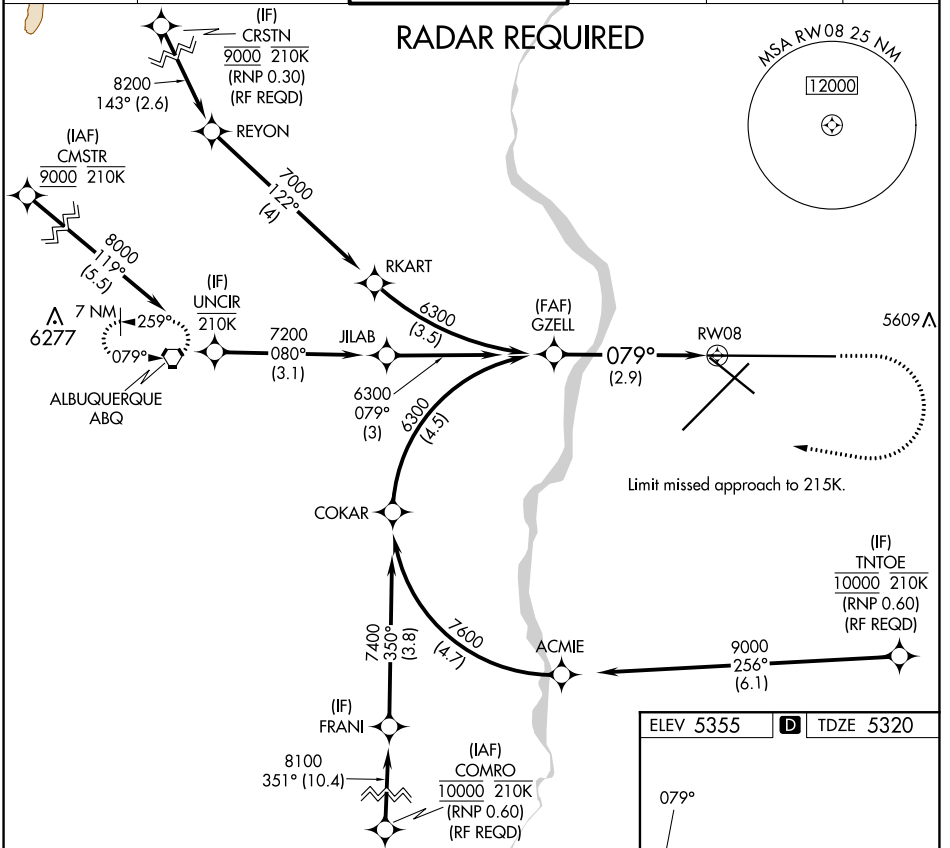 RADAR REQUIRED
(IF)
CRSTN
9000 210K
(RNP 0.30)
(RF REQD)
8200
143° (2.6)
REYON
MSA RW08 25 NM
12000
(IAF)
CMSTR
9000 210K
7000
122°
(4)
8000
119°
(5.5)
RKART
(IF)
UNCIR
210K
6300
(3.5)
(FAF)
GZELL
6277
7 NM
259°
079°
7200
080°
(3.1)
JILAB
6300
079°
(3)
079°
(2.9)
RW08
5609
ALBUQUERQUE
ABQ
6300
(4.5)
Limit missed approach to 215K.
COKAR
(IF)
TNTOE
10000 210K
(RNP 0.60)
(RF REQD)
7400
350°
(3.8)
7600
(4.7)
ACMIE
9000
256°
(6.1)
(IF)
FRANI
8100
351° (10.4)
(IAF)
COMRO
10000 210K
(RNP 0.60)
(RF REQD)
ELEV 5355 D TDZE 5320
079°